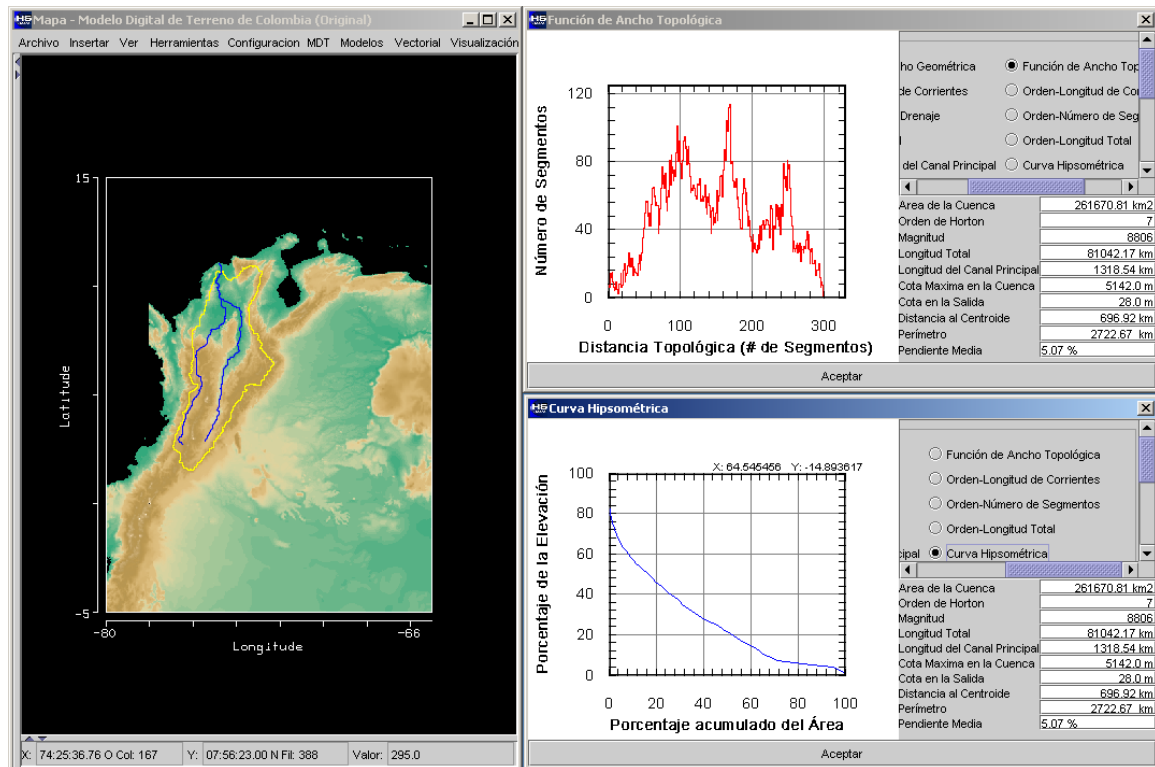 Mapa - Modelo Digital de Terreno de Colombia (Original)
Archivo Insertar Ver Herramientas Configuracion MDT Modelos Vectorial Visualización
15
-5
-80
-66
Latitude
Longitude
X: 74:25:36.76 O Col: 167 Y: 07:56:23.00 N Fil: 388 Valor: 295.0
Función de Ancho Topológica
120
80
40
0
0 100 200 300
Número de Segmentos
Distancia Topológica (# de Segmentos)
ho Geométrica Función de Ancho Top
de Corrientes Orden-Longitud de Co
Drenaje Orden-Número de Seg
Orden-Longitud Total
del Canal Principal Curva Hipsométrica
Area de la Cuenca 261670.81 km2
Orden de Horton 7
Magnitud 8806
Longitud Total 81042.17 km
Longitud del Canal Principal 1318.54 km
Cota Maxima en la Cuenca 5142.0 m
Cota en la Salida 28.0 m
Distancia al Centroide 696.92 km
Perímetro 2722.67 km
Pendiente Media 5.07 %
Aceptar
Curva Hipsométrica
X: 64.545456 Y: -14.893617
100
80
60
40
20
0
0 20 40 60 80 100
Porcentaje de la Elevación
Porcentaje acumulado del Área
Función de Ancho Topológica
Orden-Longitud de Corrientes
Orden-Número de Segmentos
Orden-Longitud Total
cipal Curva Hipsométrica
Area de la Cuenca 261670.81 km2
Orden de Horton 7
Magnitud 8806
Longitud Total 81042.17 km
Longitud del Canal Principal 1318.54 km
Cota Maxima en la Cuenca 5142.0 m
Cota en la Salida 28.0 m
Distancia al Centroide 696.92 km
Perímetro 2722.67 km
Pendiente Media 5.07 %
Aceptar